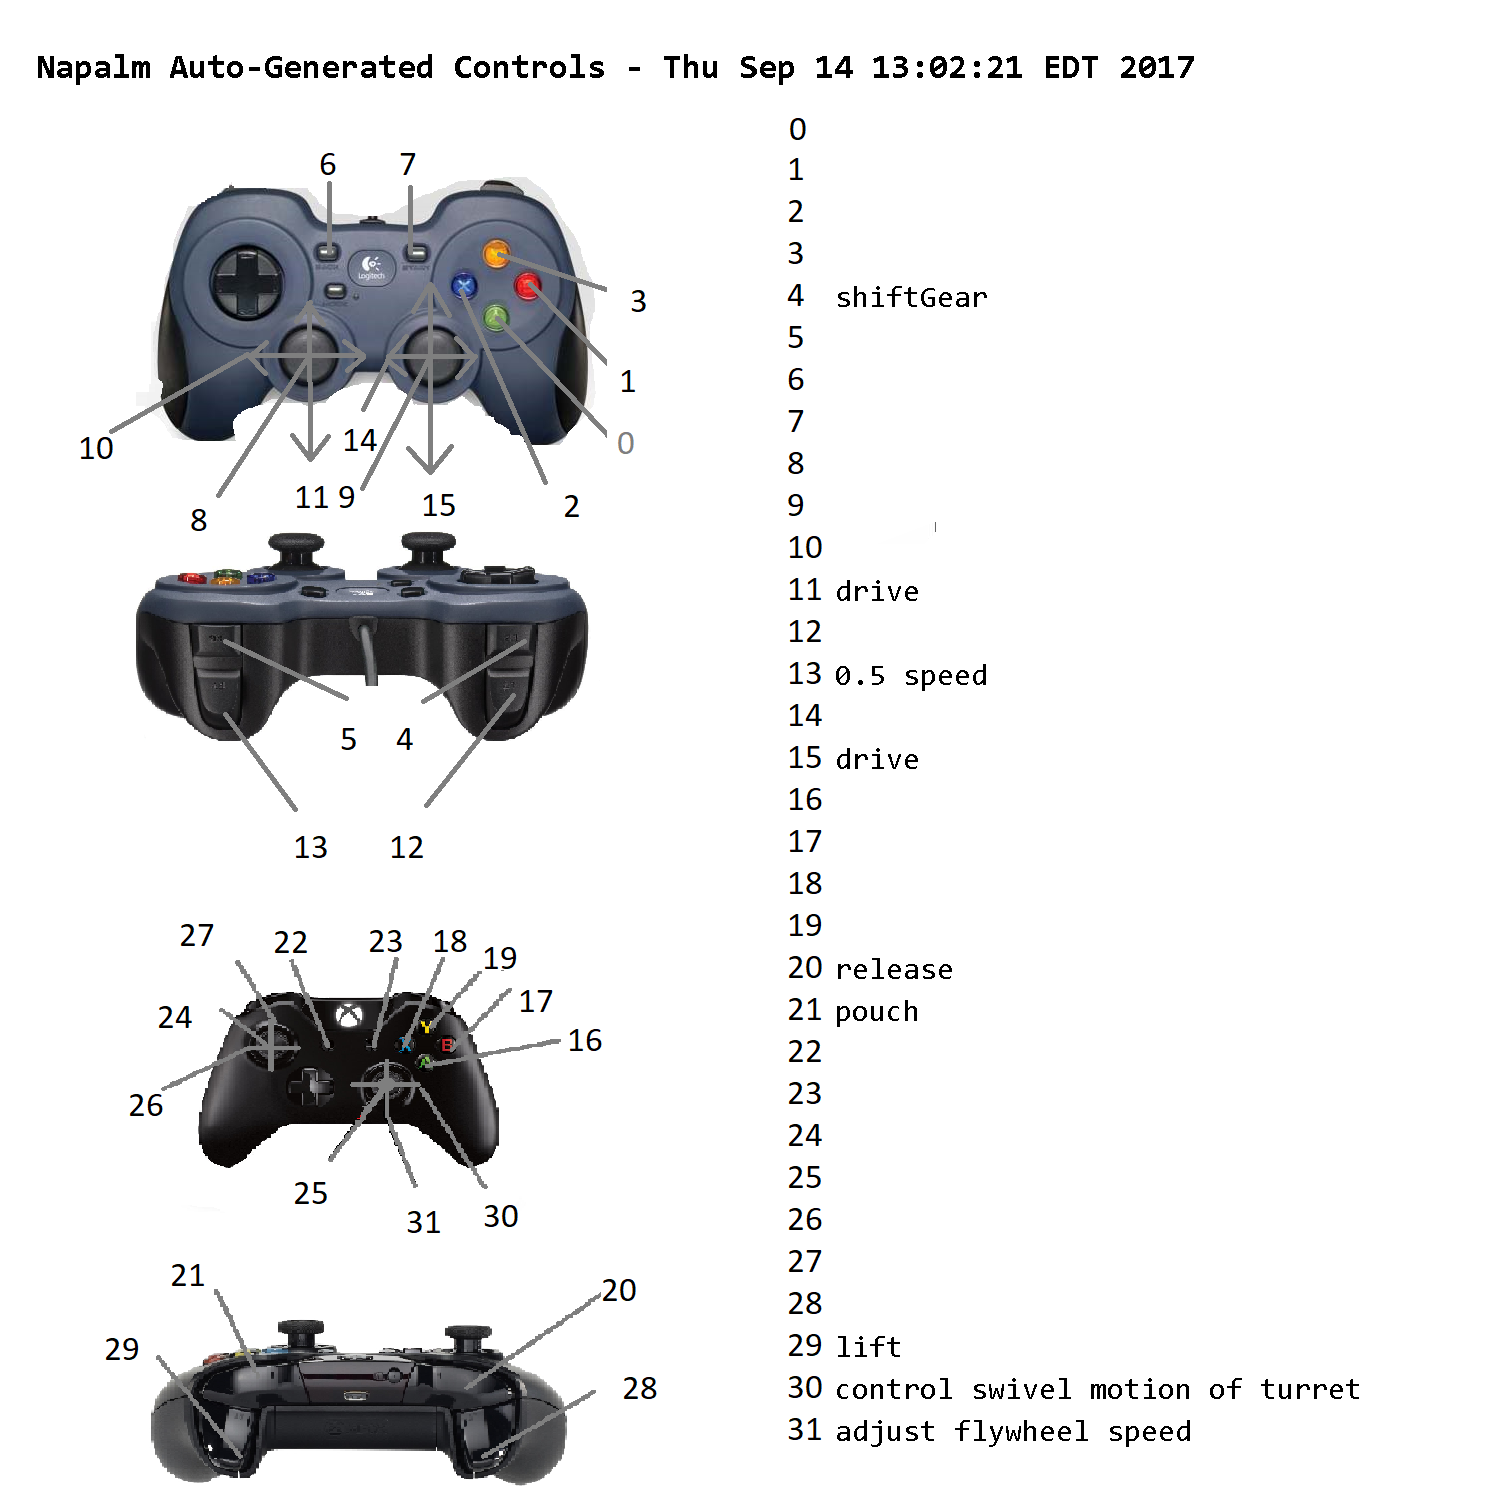 Napalm Auto-Generated Controls - Thu Sep 14 13:02:21 EDT 2017
6 7
Logitech
X
3
1
0
10
14
11 9 15 2
8
5 4
13 12
27 22 23 18 19
24 17
Y
X B
A
16
26
25
31 30
21 20
29
28
0
1
2
3
4 shiftGear
5
6
7
8
9
10
11 drive
12
13 0.5 speed
14
15 drive
16
17
18
19
20 release
21 pouch
22
23
24
25
26
27
28
29 lift
30 control swivel motion of turret
31 adjust flywheel speed